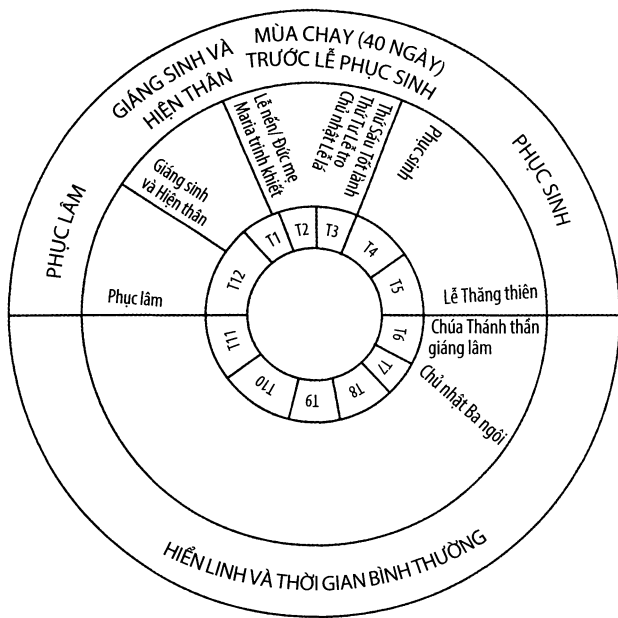 GIÁNG SINH VÀ
HIỆN THÂN
MÙA CHAY (40 NGÀY)
TRƯỚC LỄ PHỤC SINH
PHỤC SINH
PHỤC LÂM
Giáng sinh
và Hiện thân
Lễ nến/ Đức mẹ
Maria trinh khiết
Chủ nhật Lễ lá
Thứ Tư Lễ tro
Thứ Sáu Tốt lành
Phục sinh
Phục lâm
Lễ Thăng thiên
Chúa Thánh thần
giáng lâm
Chủ nhật Ba ngôi
T1
T2
T3
T4
T5
T6
T7
T8
T9
T10
T11
T12
HIỂN LINH VÀ THỜI GIAN BÌNH THƯỜNG